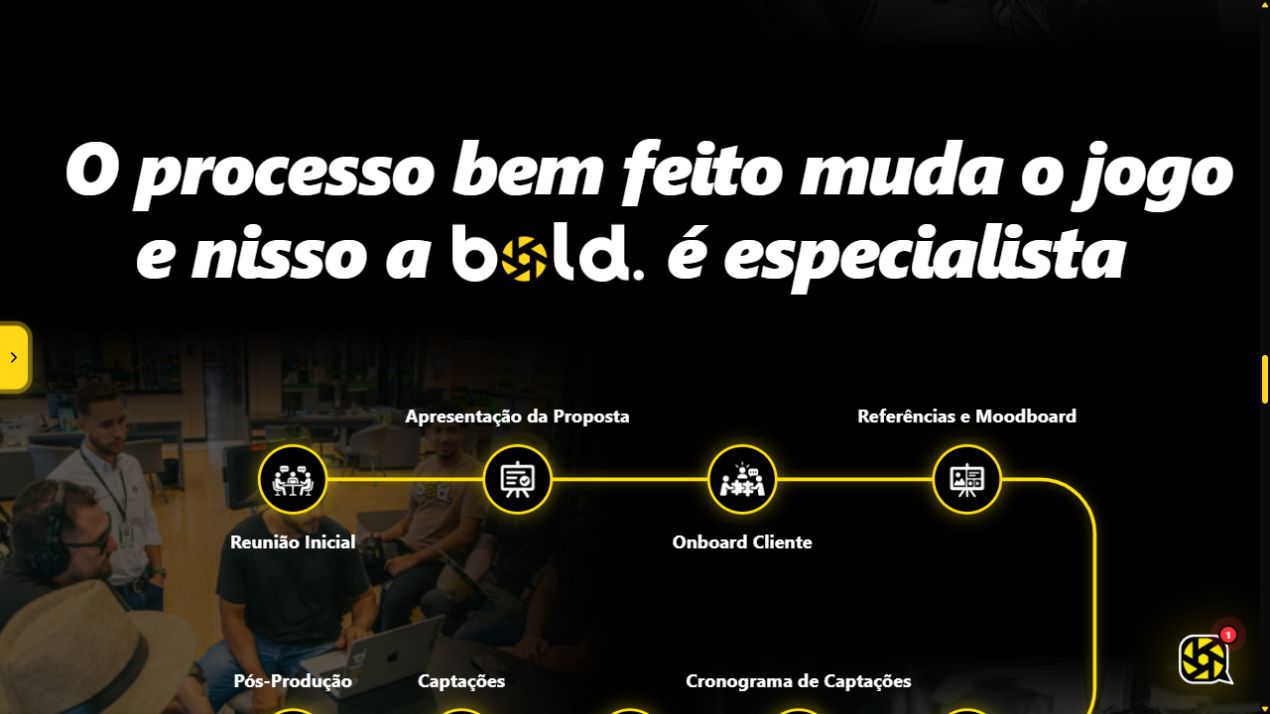 O processo bem feito muda o jogo
e nisso a bold. é especialista
Apresentação da Proposta
Referências e Moodboard
Reunião Inicial
Onboard Cliente
1
Pós-Produção
Captações
Cronograma de Captações
bold.